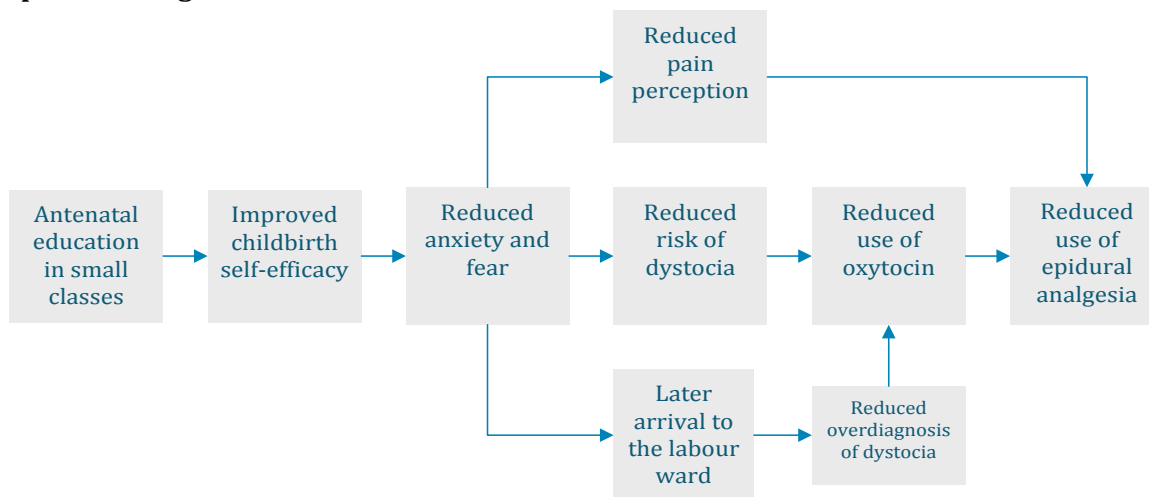 Reduced
pain
perception
Antenatal
education
in small
classes
Improved
childbirth
self-efficacy
Reduced
anxiety and
fear
Reduced
risk of
dystocia
Reduced
use of
oxytocin
Reduced
use of
epidural
analgesia
Later
arrival to
the labour
ward
Reduced
overdiagnosis
of dystocia